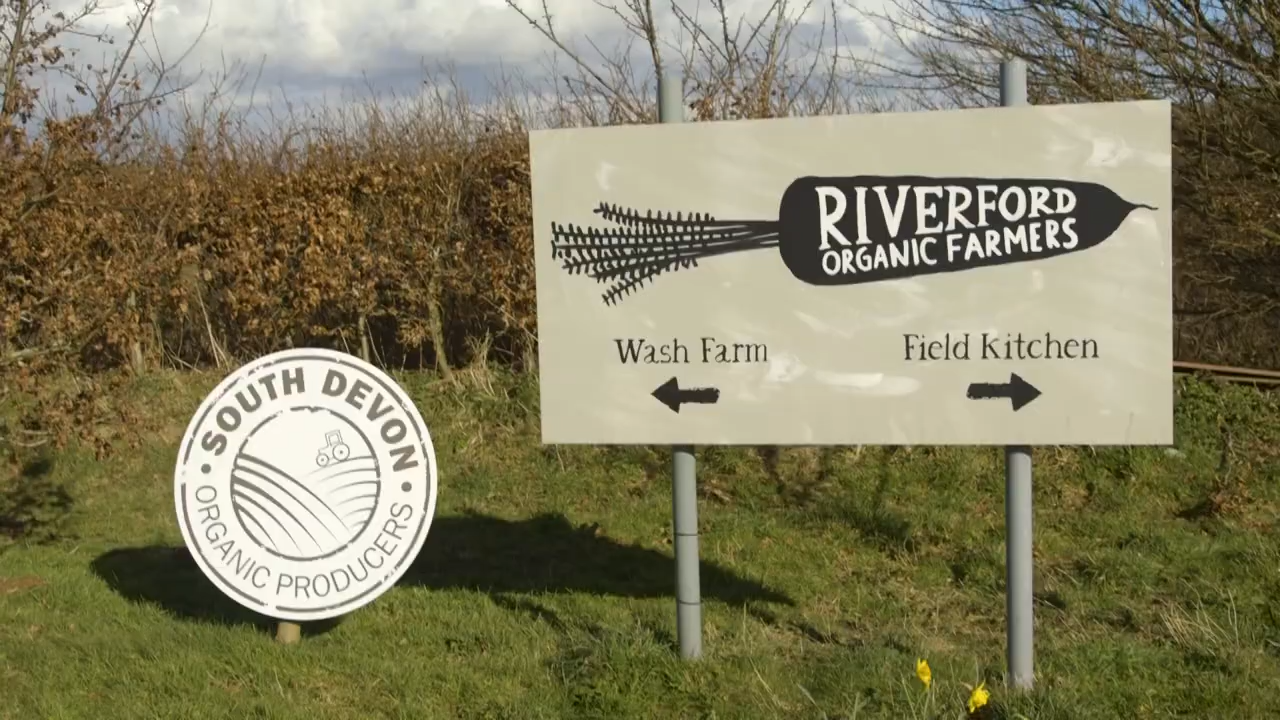 SOUTH DEVON
ORGANIC PRODUCERS
RIVERFORD
ORGANIC FARMERS
Wash Farm
Field Kitchen